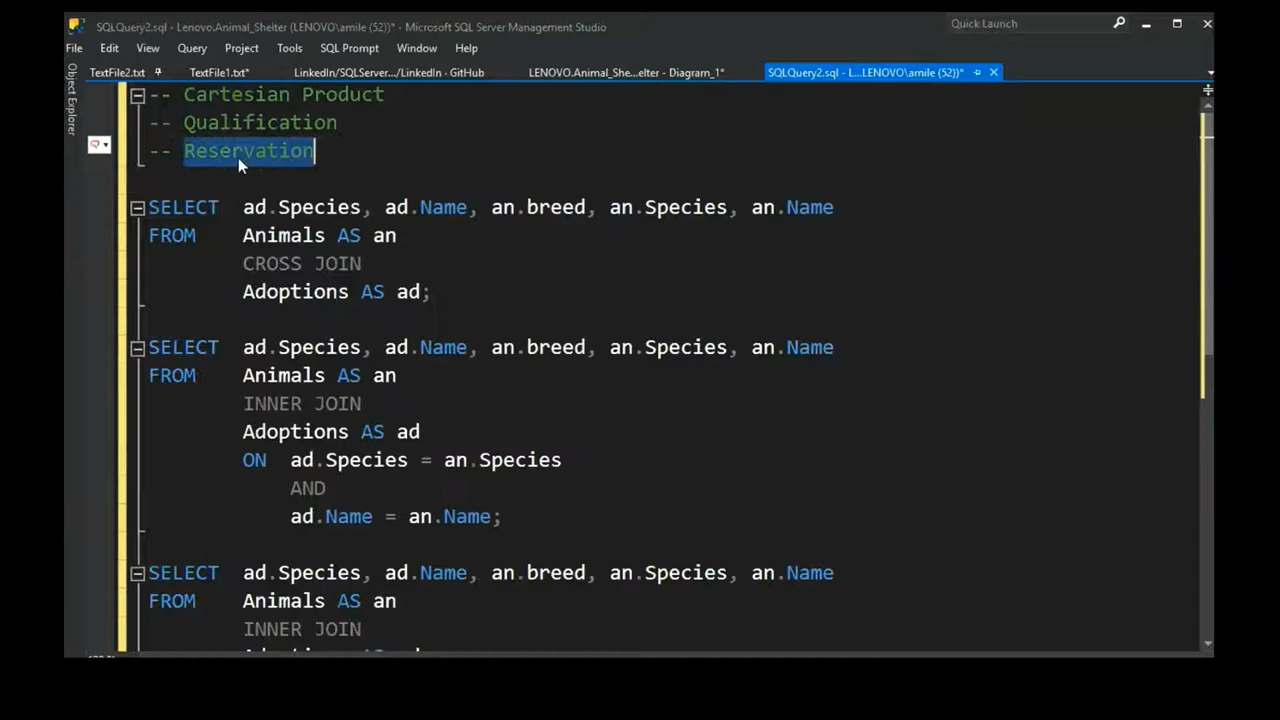 SQLQuery2.sql - Lenovo.Animal_Shelter (LENOVO\amile (52))* - Microsoft SQL Server Management Studio
Quick Launch
File Edit View Query Project Tools SQL Prompt Window Help
TextFile2.txt TextFile1.txt* LinkedIn/SQLServer.../LinkedIn - GitHub LENOVO.Animal_She...elter - Diagram_1* SQLQuery2.sql - L...LENOVO\amile (52))*
Object Explorer
-- Cartesian Product
-- Qualification
-- Reservation
SELECT ad.Species, ad.Name, an.breed, an.Species, an.Name
FROM Animals AS an
CROSS JOIN
Adoptions AS ad;
SELECT ad.Species, ad.Name, an.breed, an.Species, an.Name
FROM Animals AS an
INNER JOIN
Adoptions AS ad
ON ad.Species = an.Species
AND
ad.Name = an.Name;
SELECT ad.Species, ad.Name, an.breed, an.Species, an.Name
FROM Animals AS an
INNER JOIN